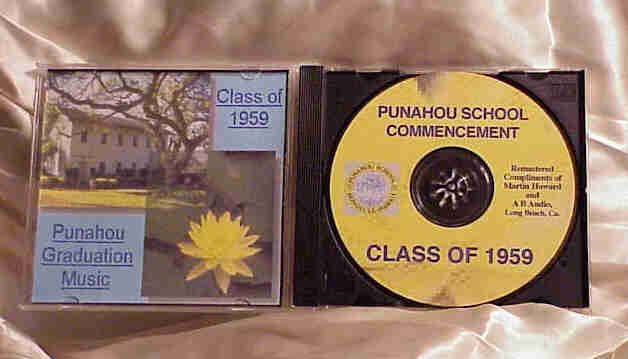 Class of
1959
Punahou
Graduation
Music
PUNAHOU SCHOOL
COMMENCEMENT
Remastered
Compliments of
Martin Howard
and
A B Audio,
Long Beach, Ca.
CLASS OF 1959